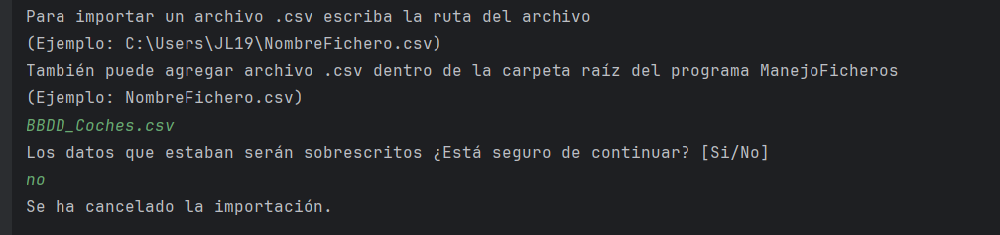 Para importar un archivo .csv escriba la ruta del archivo
(Ejemplo: C:\Users\JL19\NombreFichero.csv)
También puede agregar archivo .csv dentro de la carpeta raíz del programa ManejoFicheros
(Ejemplo: NombreFichero.csv)
BBDD_Coches.csv
Los datos que estaban serán sobrescritos ¿Está seguro de continuar? [Si/No]
no
Se ha cancelado la importación.